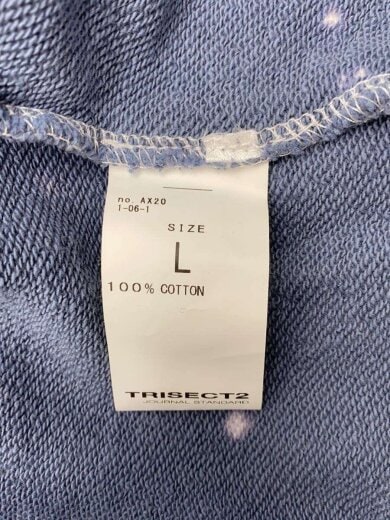 no AX20
1-06-1
SIZE
L
100% COTTON
TRISECT2
JOURNAL STANDARD